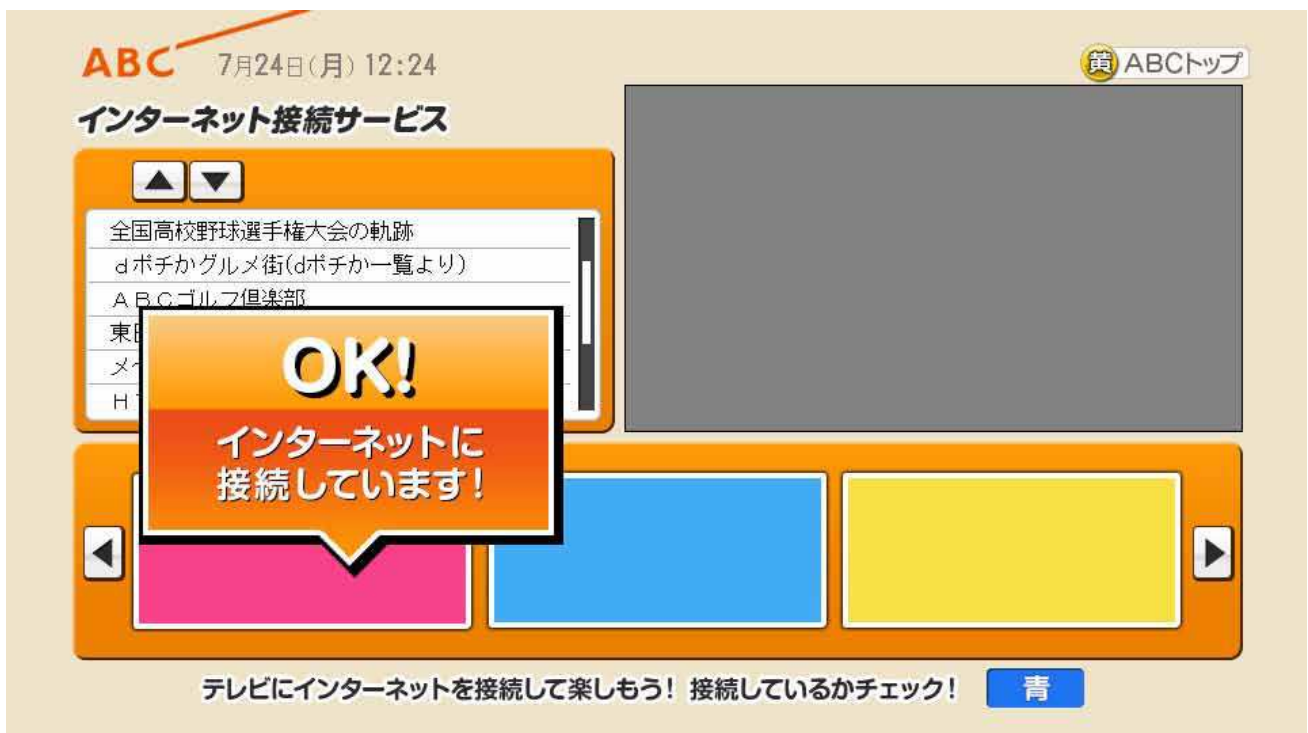 ABC 7月24日(月) 12:24
黄 ABCトップ
インターネット接続サービス
全国高校野球選手権大会の軌跡
dポチかグルメ街(dポチか一覧より)
ABCゴルフ倶楽部
OK!
インターネットに
接続しています!
テレビにインターネットを接続して楽しもう! 接続しているかチェック! 青